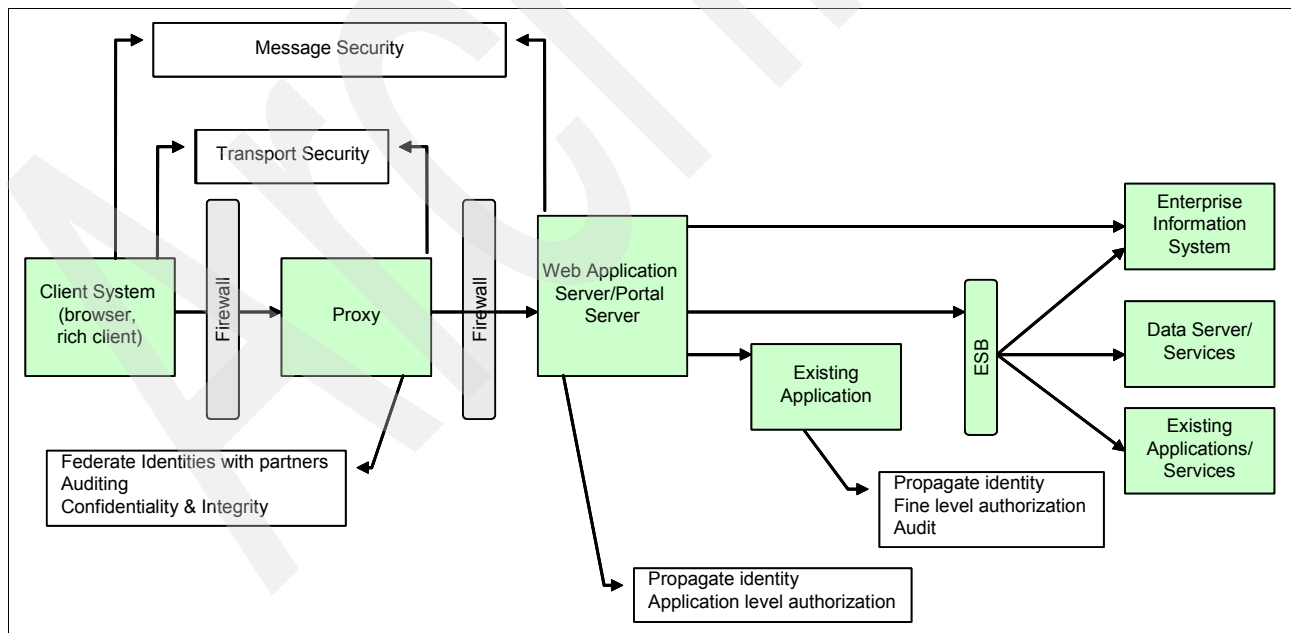 Message Security
Transport Security
Client System
(browser,
rich client)
Firewall
Proxy
Firewall
Web Application
Server/Portal
Server
Enterprise
Information
System
ESB
Data Server/
Services
Existing
Application
Existing
Applications/
Services
Federate Identities with partners
Auditing
Confidentiality & Integrity
Propagate identity
Fine level authorization
Audit
Propagate identity
Application level authorization